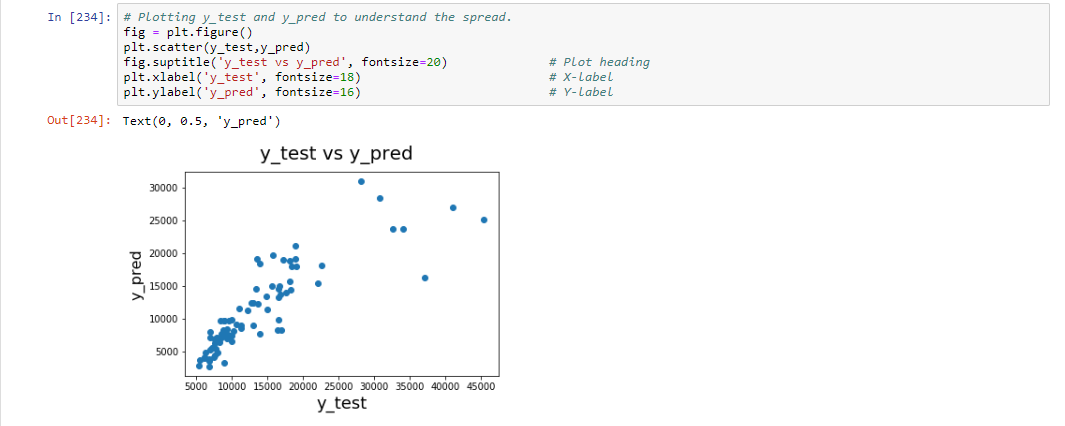 In [234]: # Plotting y_test and y_pred to understand the spread.
fig = plt.figure()
plt.scatter(y_test,y_pred)
fig.suptitle('y_test vs y_pred', fontsize=20) # Plot heading
plt.xlabel('y_test', fontsize=18) # X-label
plt.ylabel('y_pred', fontsize=16) # Y-label
Out[234]: Text(0, 0.5, 'y_pred')
y_test vs y_pred
30000
25000
20000
15000
10000
5000
y_pred
5000 10000 15000 20000 25000 30000 35000 40000 45000
y_test